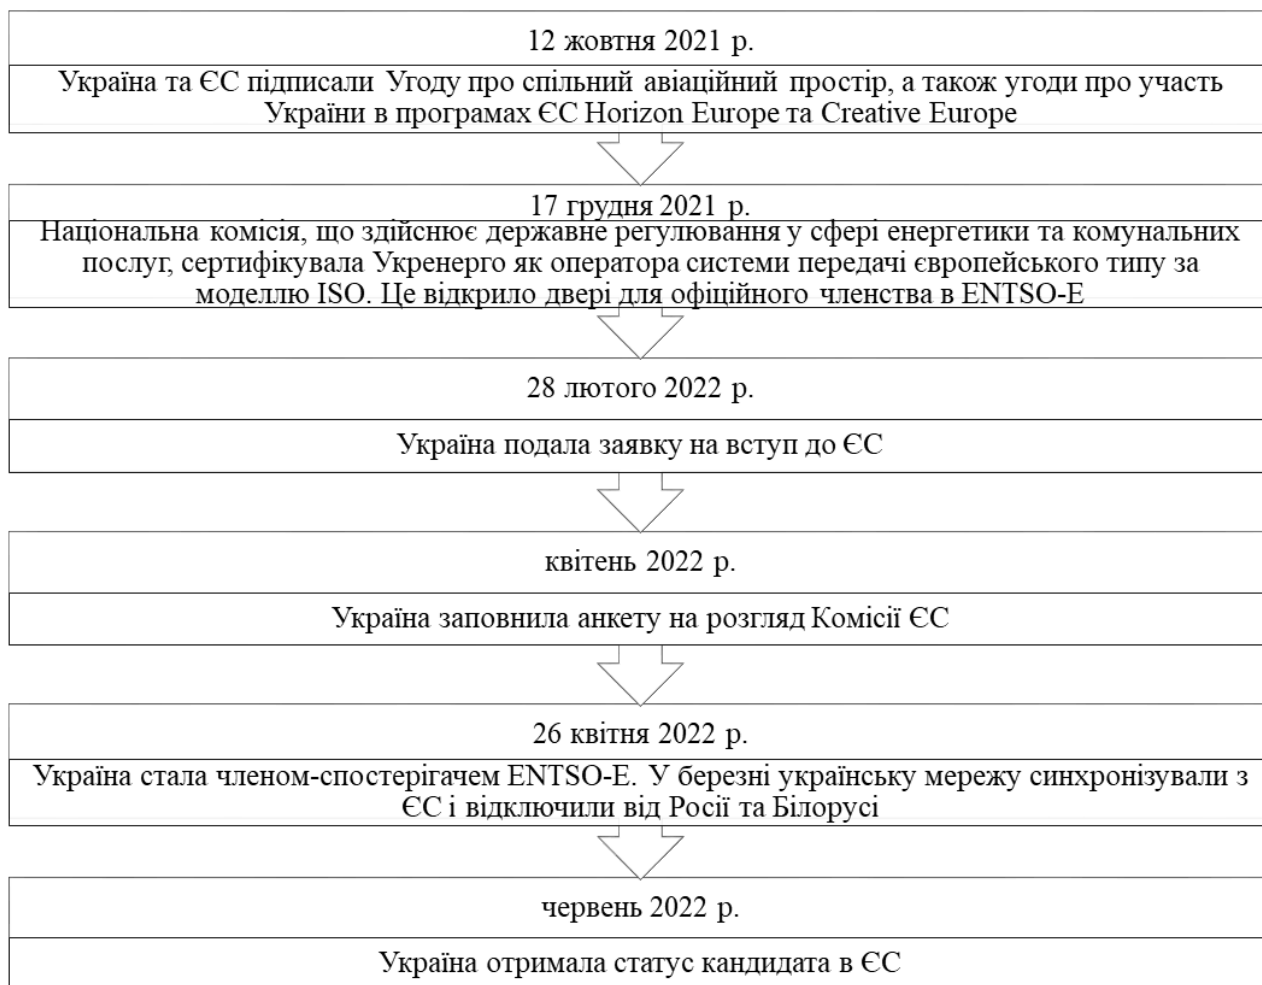 12 жовтня 2021 р.
Україна та ЄС підписали Угоду про спільний авіаційний простір, а також угоди про участь
України в програмах ЄС Horizon Europe та Creative Europe
17 грудня 2021 р.
Національна комісія, що здійснює державне регулювання у сфері енергетики та комунальних
послуг, сертифікувала Укренерго як оператора системи передачі європейського типу за
моделлю ISO. Це відкрило двері для офіційного членства в ENTSO-E
28 лютого 2022 р.
Україна подала заявку на вступ до ЄС
квітень 2022 р.
Україна заповнила анкету на розгляд Комісії ЄС
26 квітня 2022 р.
Україна стала членом-спостерігачем ENTSO-E. У березні українську мережу синхронізували з
ЄС і відключили від Росії та Білорусі
червень 2022 р.
Україна отримала статус кандидата в ЄС